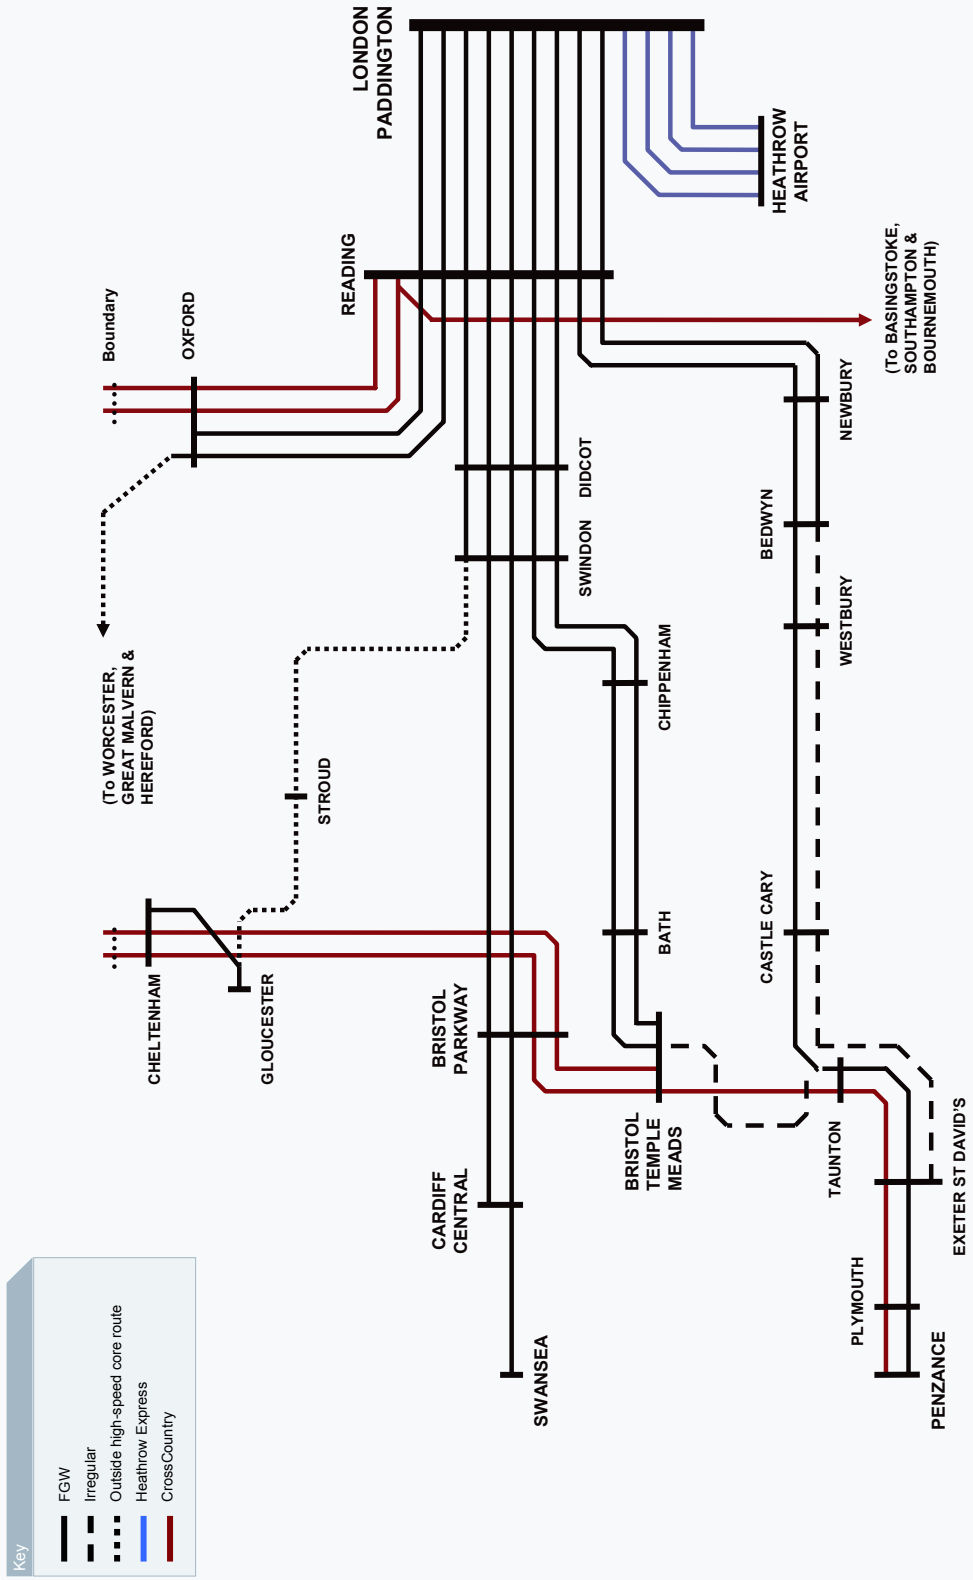 Key
FGW
Irregular
Outside high-speed core route
Heathrow Express
CrossCountry
CHELTENHAM
GLOUCESTER
(To WORCESTER,
GREAT MALVERN &
HEREFORD)
Boundary
OXFORD
STROUD
READING
LONDON
PADDINGTON
SWANSEA
CARDIFF
CENTRAL
BRISTOL
PARKWAY
SWINDON
DIDCOT
BRISTOL
TEMPLE
MEADS
BATH
CHIPPENHAM
HEATHROW
AIRPORT
PENZANCE
PLYMOUTH
EXETER ST DAVID'S
TAUNTON
CASTLE CARY
WESTBURY
BEDWYN
NEWBURY
(To BASINGSTOKE,
SOUTHAMPTON &
BOURNEMOUTH)